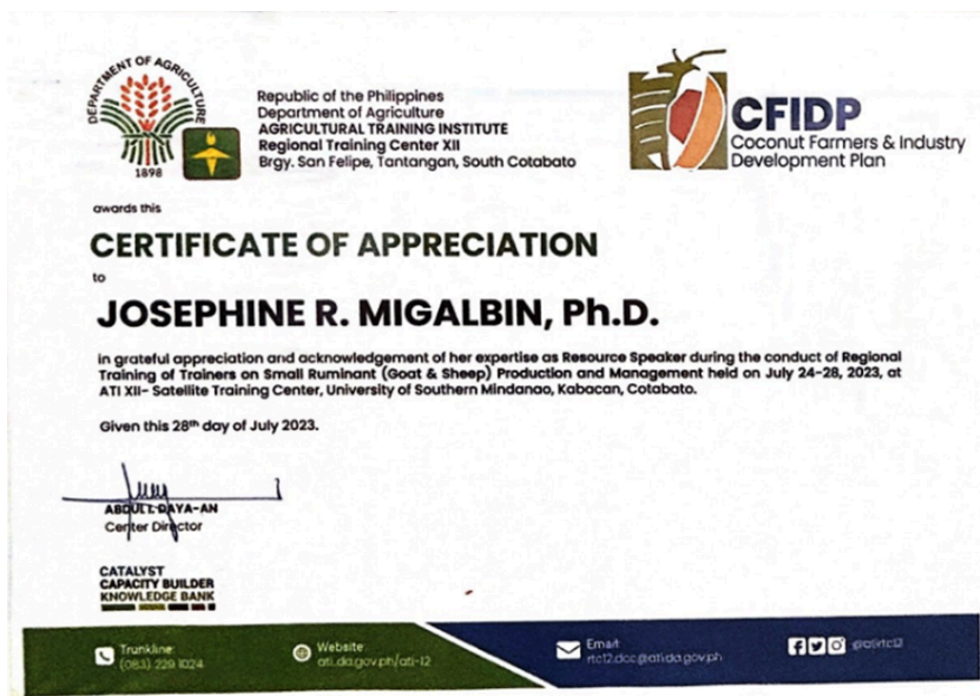 DEPARTMENT OF AGRICULTURE
1898
Republic of the Philippines
Department of Agriculture
AGRICULTURAL TRAINING INSTITUTE
Regional Training Center XII
Brgy. San Felipe, Tantangan, South Cotabato
CFIDP
Coconut Farmers & Industry
Development Plan
awards this
CERTIFICATE OF APPRECIATION
to
JOSEPHINE R. MIGALBIN, Ph.D.
in grateful appreciation and acknowledgement of her expertise as Resource Speaker during the conduct of Regional
Training of Trainers on Small Ruminant (Goat & Sheep) Production and Management held on July 24-28, 2023, at
ATI XII- Satellite Training Center, University of Southern Mindanao, Kabacan, Cotabato.
Given this 28th day of July 2023.
ABDUL I. DAYA-AN
Center Director
CATALYST
CAPACITY BUILDER
KNOWLEDGE BANK
Trunkline:
(083) 229 1024
Website:
ati.da.gov.ph/ati-12
Email:
rtc12.dcc@ati.da.gov.ph
@atirtc12